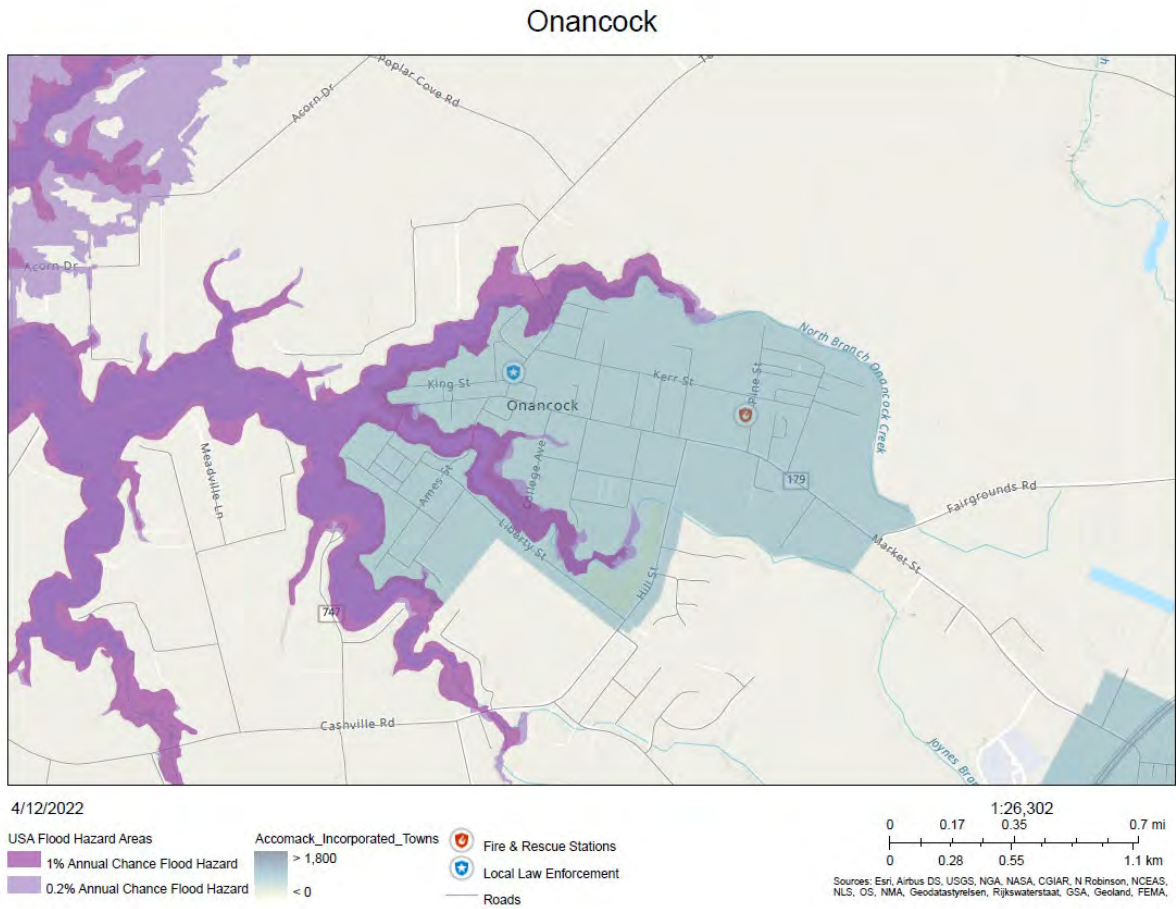 Onancock
Poplar Cove Rd
Acorn Dr
Acorn Dr
North Branch Onancock Creek
King St
Kerr St
Pine St
Onancock
College Ave
Ames St
Meadville Ln
179
Liberty St
Fairgrounds Rd
Market St
Hill St
747
Cashville Rd
4/12/2022
USA Flood Hazard Areas
1% Annual Chance Flood Hazard
0.2% Annual Chance Flood Hazard
Accomack_Incorporated_Towns
> 1,800
< 0
Fire & Rescue Stations
Local Law Enforcement
Roads
1:26,302
0 0.17 0.35 0.7 mi
0 0.28 0.55 1.1 km
Sources: Esri, Airbus DS, USGS, NGA, NASA, CGIAR, N Robinson, NCEAS,
NLS, OS, NMA, Geodatastyrelsen, Rijkswaterstaat, GSA, Geoland, FEMA,